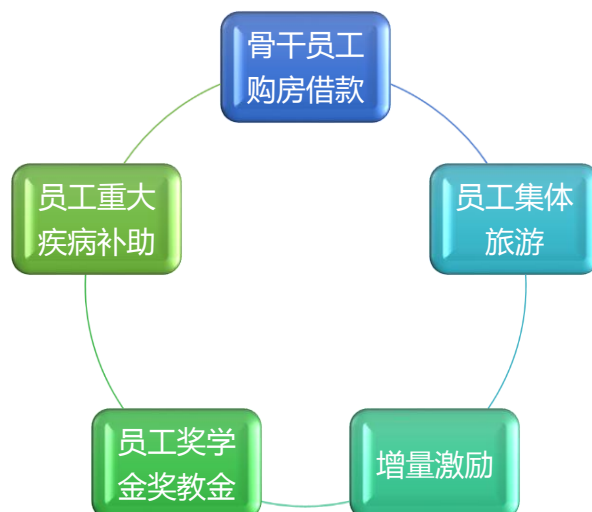 骨干员工
购房借款
员工集体
旅游
增量激励
员工奖学
金奖教金
员工重大
疾病补助